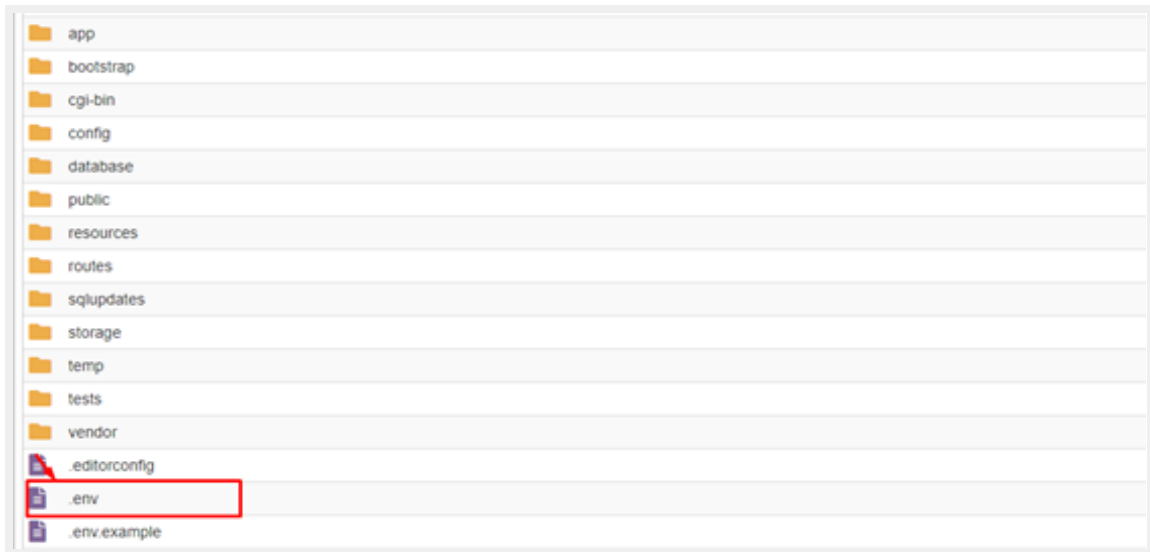 app
bootstrap
cgi-bin
config
database
public
resources
routes
sqlupdates
storage
temp
tests
vendor
.editorconfig
.env
.env.example